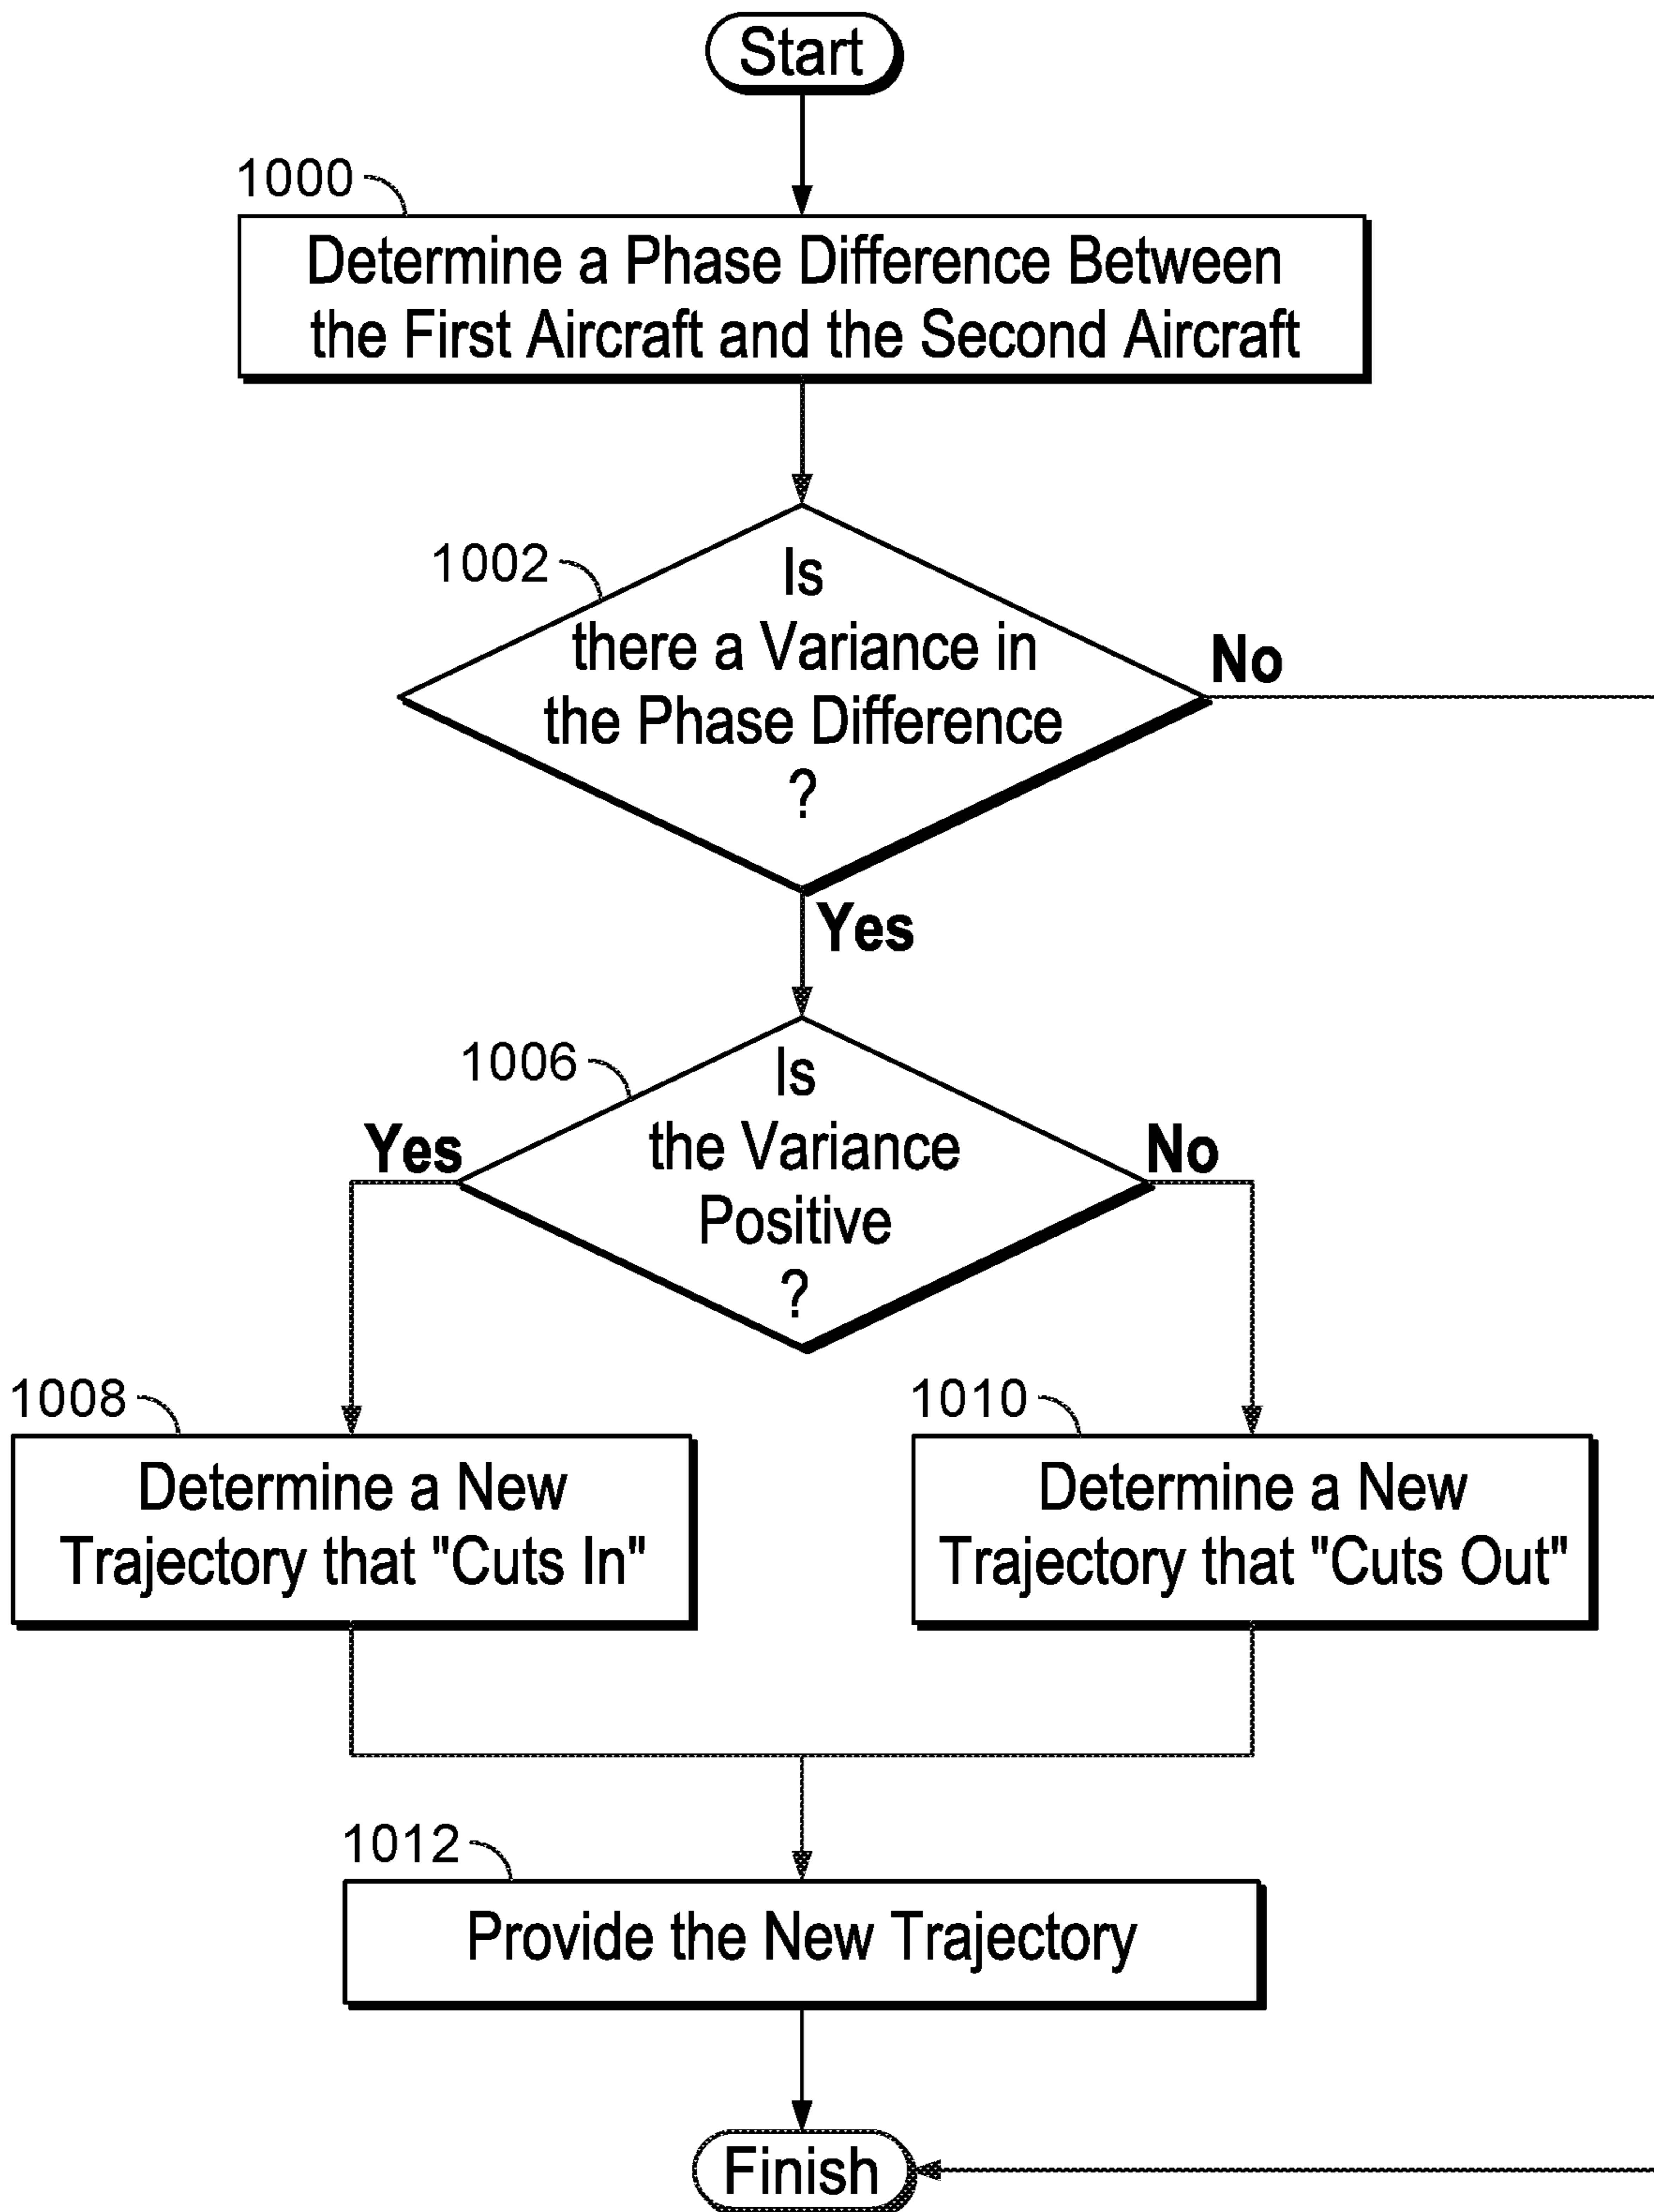 Start
1000
Determine a Phase Difference Between
the First Aircraft and the Second Aircraft
1002
Is
there a Variance in
the Phase Difference
?
No
Yes
1006
Is
the Variance
Positive
?
Yes
No
1008
Determine a New
Trajectory that "Cuts In"
1010
Determine a New
Trajectory that "Cuts Out"
1012
Provide the New Trajectory
Finish